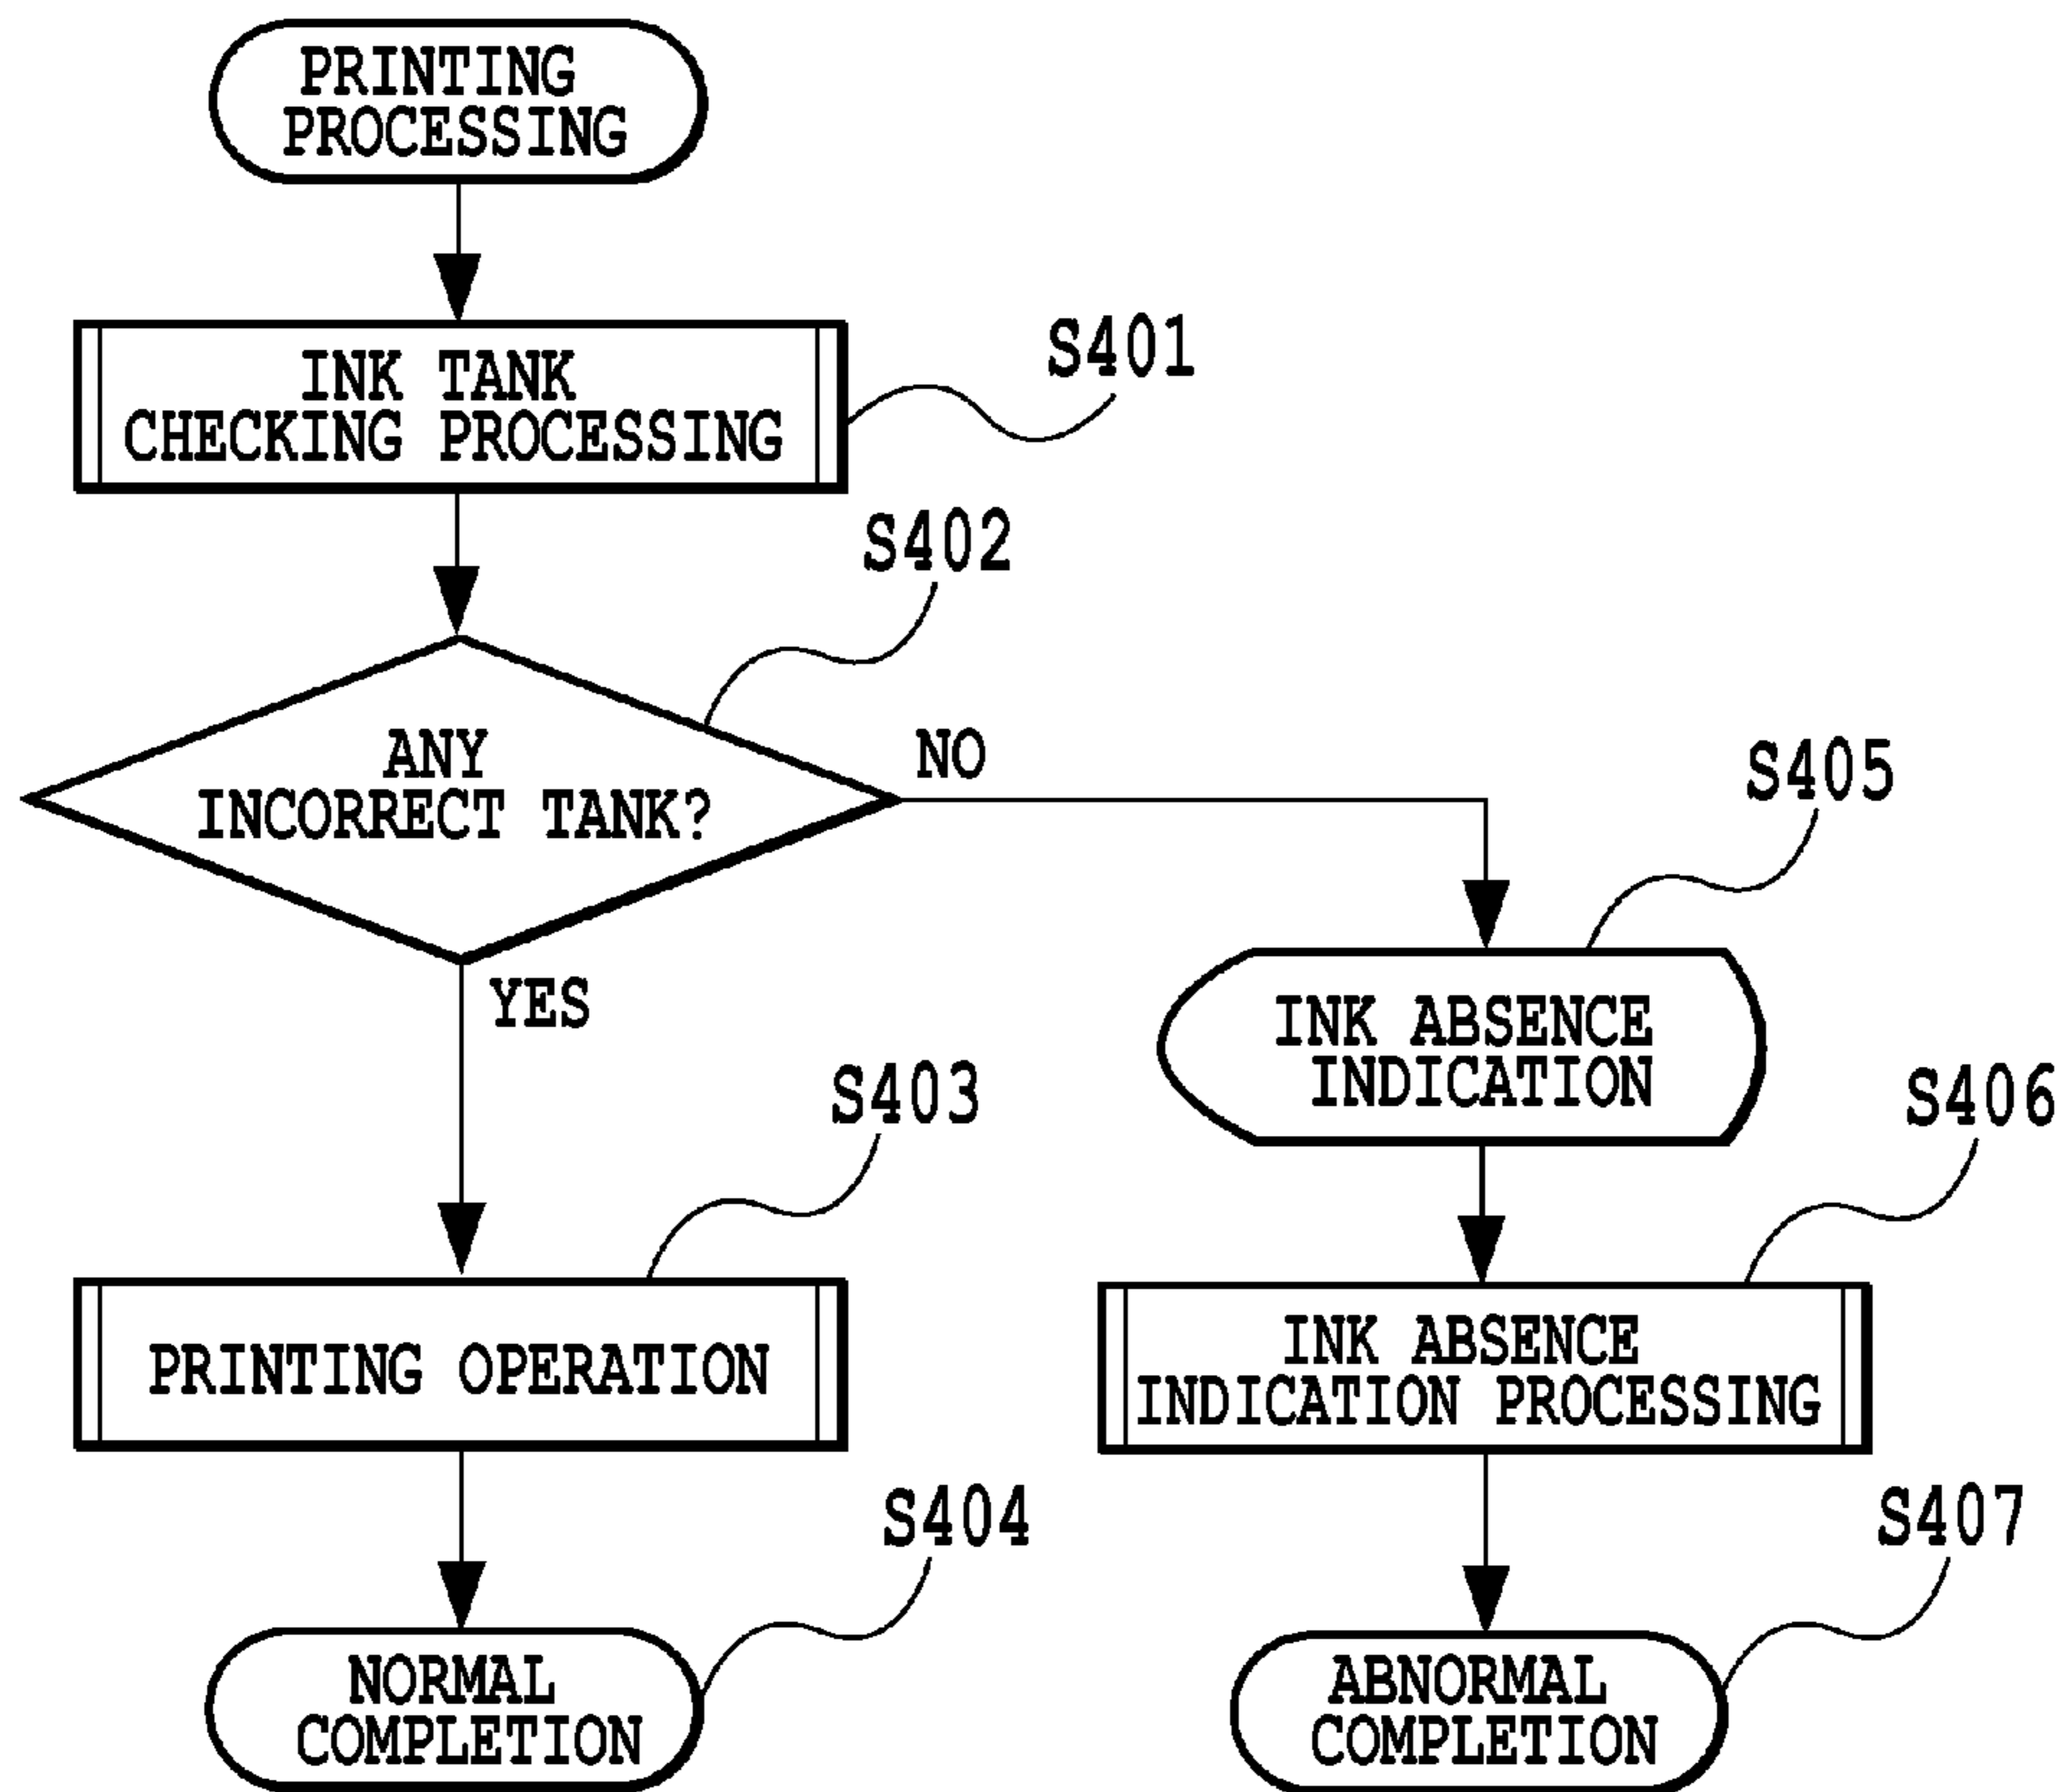 PRINTING
PROCESSING
INK TANK
CHECKING PROCESSING
S401
S402
ANY
INCORRECT TANK?
NO
YES
S403
PRINTING OPERATION
S404
NORMAL
COMPLETION
S405
INK ABSENCE
INDICATION
S406
INK ABSENCE
INDICATION PROCESSING
S407
ABNORMAL
COMPLETION